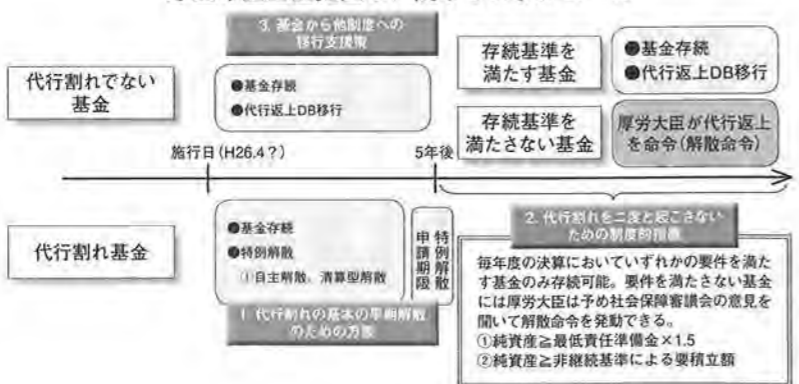 3. 基金から他制度への
移行支援策
代行割れでない
基金
●基金存続
●代行返上DB移行
存続基準を
満たす基金
●基金存続
●代行返上DB移行
存続基準を
満たさない基金
厚労大臣が代行返上
を命令(解散命令)
施行日(H26.4?)
5年後
代行割れ基金
●基金存続
●特例解散
①自主解散、清算型解散
特例解散
申請期限
1. 代行割れの基本の早期解散
のための方策
2. 代行割れを二度と起こさない
ための制度的措置
毎年度の決算においていずれかの要件を満た
す基金のみ存続可能。要件を満たさない基金
には厚労大臣は予め社会保障審議会の意見を
聞いて解散命令を発動できる。
①純資産≧最低責任準備金×1.5
②純資産≧非継続基準による要積立額